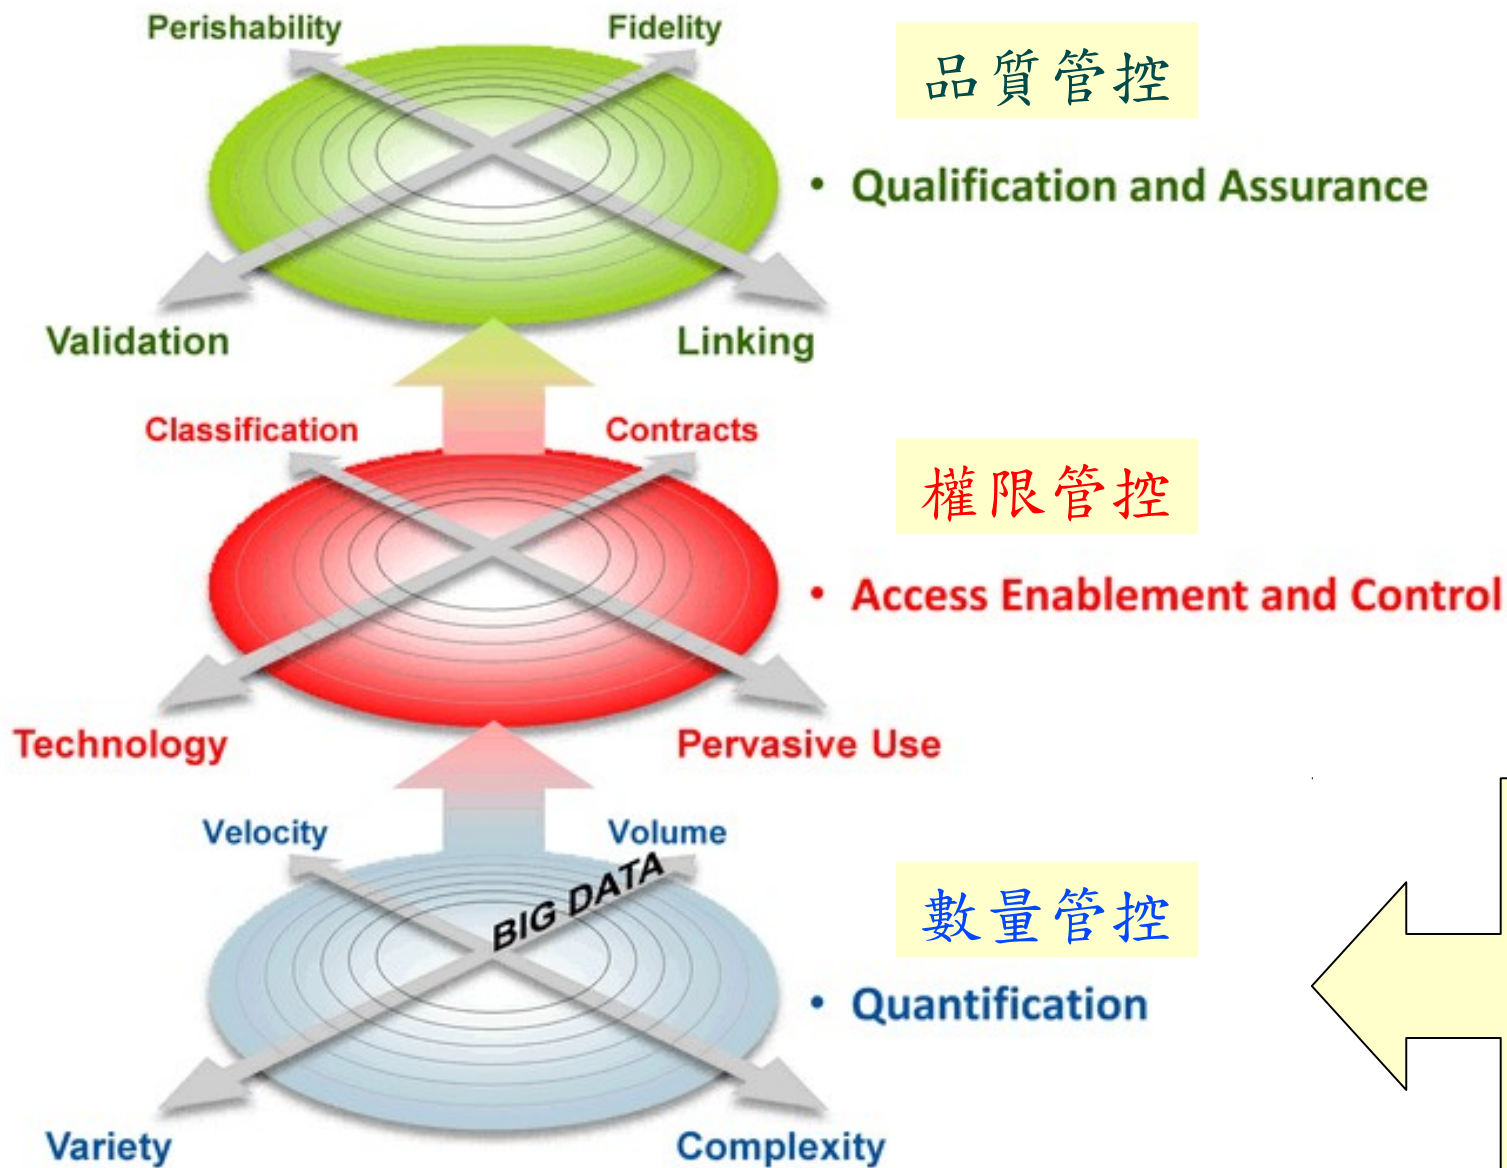 Perishability
Fidelity
品質管控
• Qualification and Assurance
Validation
Linking
Classification
Contracts
權限管控
• Access Enablement and Control
Technology
Pervasive Use
Velocity
Volume
BIG DATA
數量管控
• Quantification
Variety
Complexity